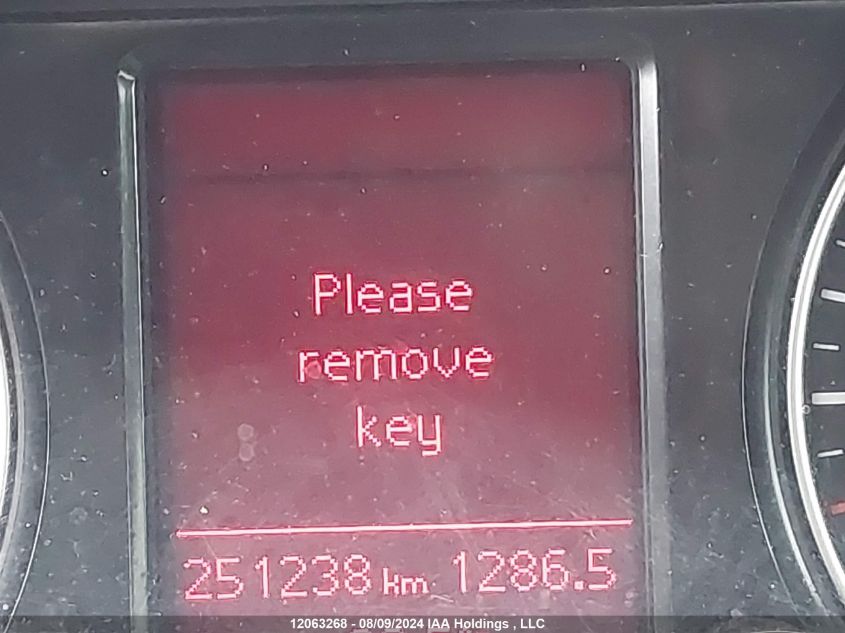 Please
remove
key
251238 km 1286.5
12063268 - 08/09/2024 IAA Holdings , LLC